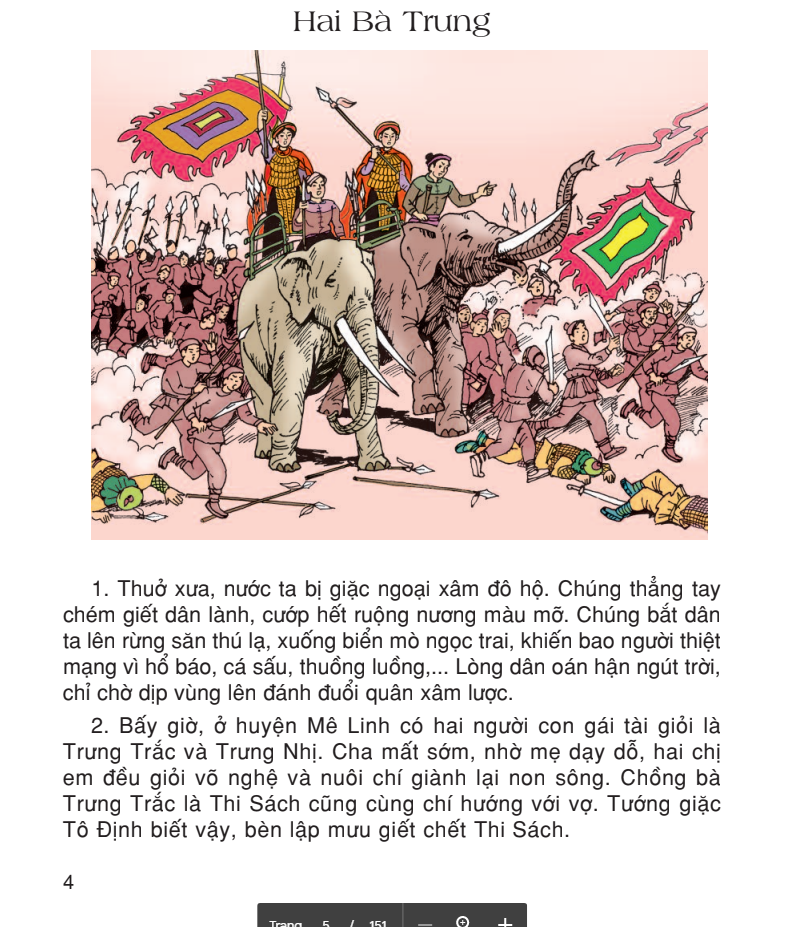 Hai Bà Trưng
1. Thuở xưa, nước ta bị giặc ngoại xâm đô hộ. Chúng thẳng tay
chém giết dân lành, cướp hết ruộng nương màu mỡ. Chúng bắt dân
ta lên rừng săn thú lạ, xuống biển mò ngọc trai, khiến bao người thiệt
mạng vì hổ báo, cá sấu, thuồng luồng,... Lòng dân oán hận ngút trời,
chỉ chờ dịp vùng lên đánh đuổi quân xâm lược.
2. Bấy giờ, ở huyện Mê Linh có hai người con gái tài giỏi là
Trưng Trắc và Trưng Nhị. Cha mất sớm, nhờ mẹ dạy dỗ, hai chị
em đều giỏi võ nghệ và nuôi chí giành lại non sông. Chồng bà
Trưng Trắc là Thi Sách cũng cùng chí hướng với vợ. Tướng giặc
Tô Định biết vậy, bèn lập mưu giết chết Thi Sách.
4
Trang 5 / 151